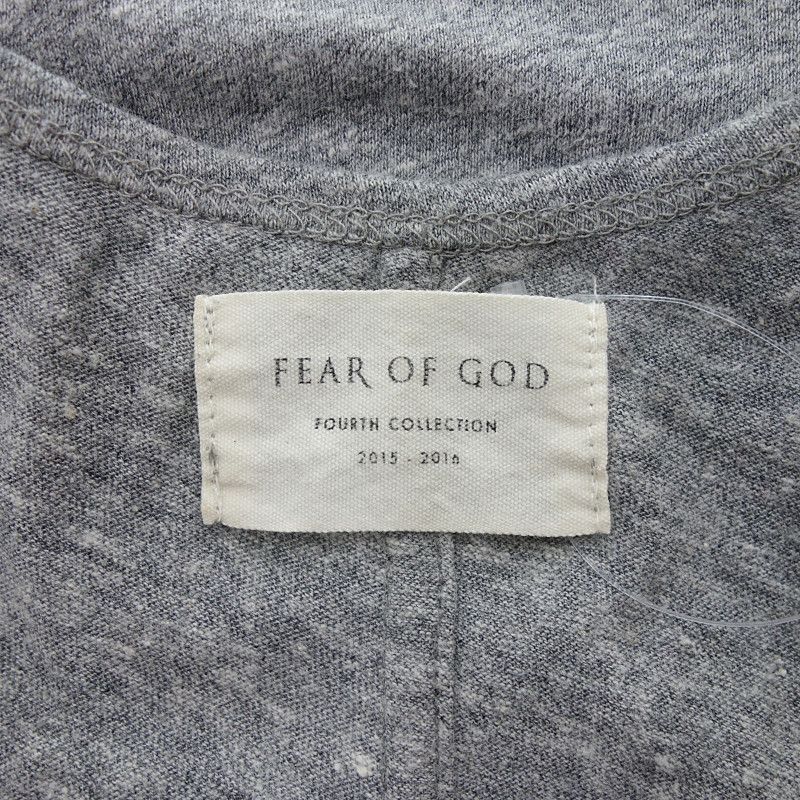 FEAR OF GOD
FOURTH COLLECTION
2015 - 2016